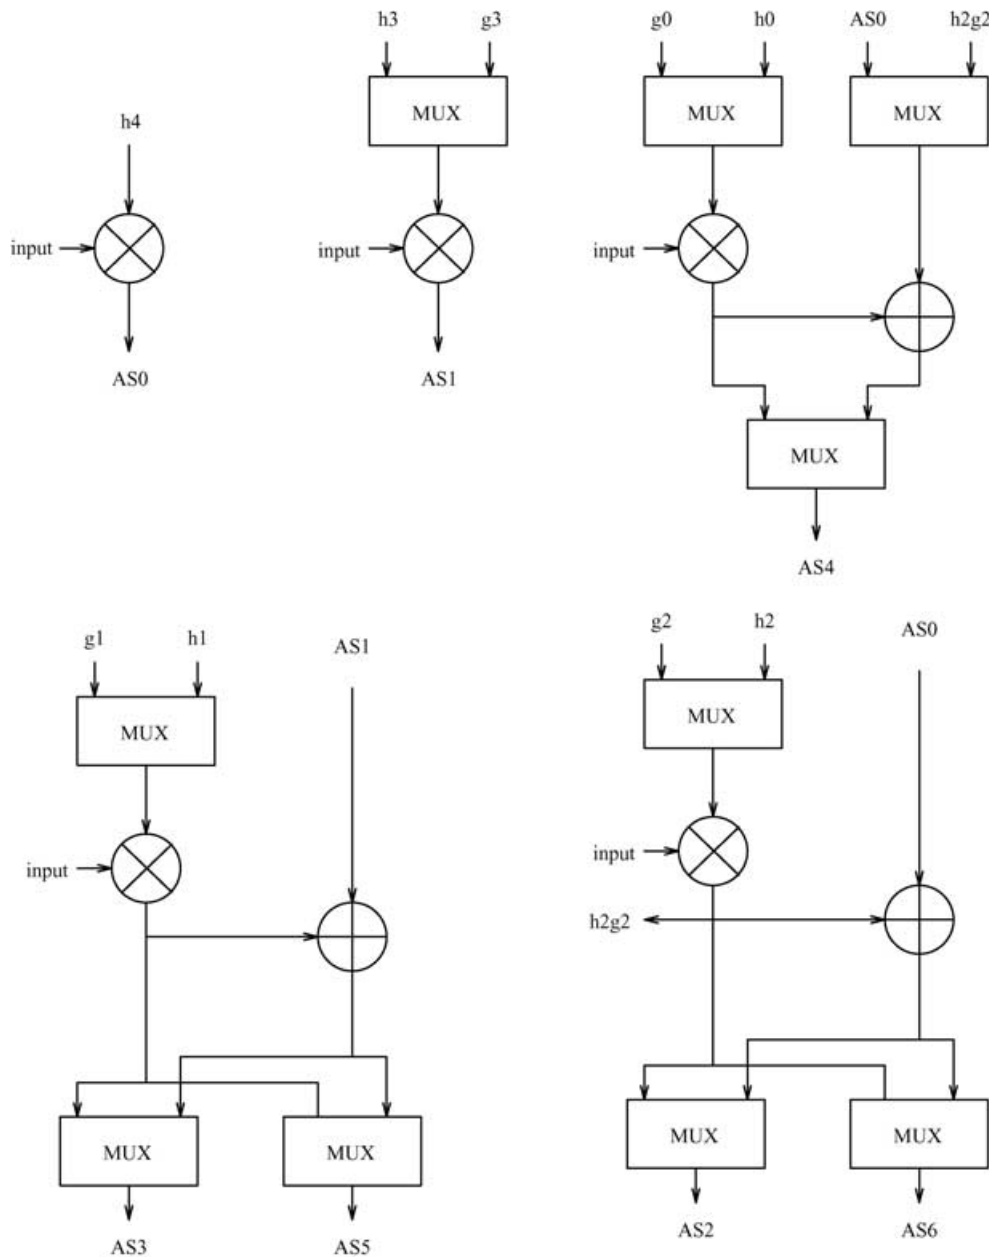 h3 g3 g0 h0 AS0 h2g2
MUX MUX MUX
h4
input input input
AS0 AS1
MUX
AS4
g1 h1 AS1 g2 h2 AS0
MUX MUX
input input
h2g2
MUX MUX MUX MUX
AS3 AS5 AS2 AS6